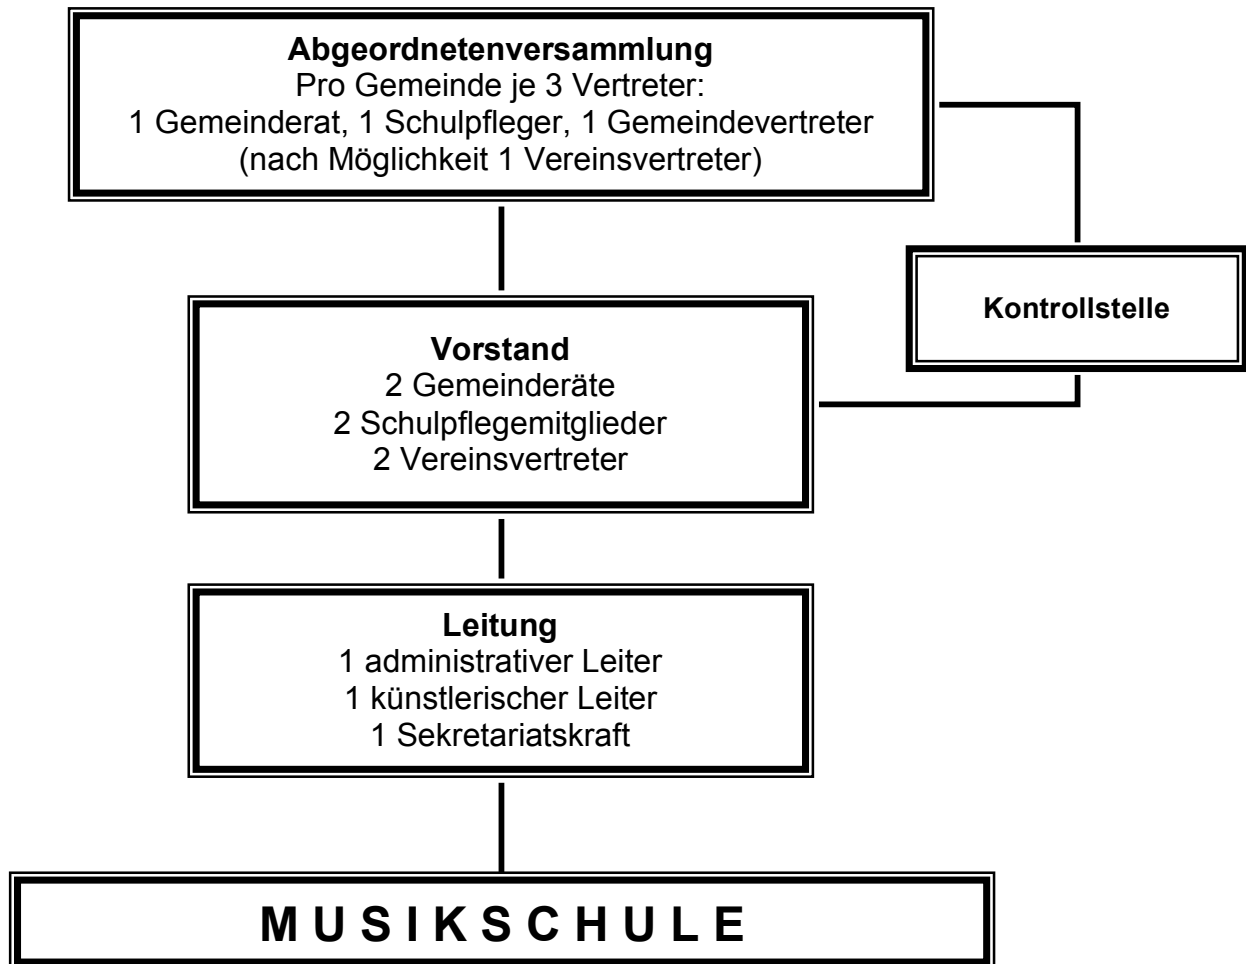 Abgeordnetenversammlung
Pro Gemeinde je 3 Vertreter:
1 Gemeinderat, 1 Schulpfleger, 1 Gemeindevertreter
(nach Möglichkeit 1 Vereinsvertreter)
Kontrollstelle
Vorstand
2 Gemeinderäte
2 Schulpflegemitglieder
2 Vereinsvertreter
Leitung
1 administrativer Leiter
1 künstlerischer Leiter
1 Sekretariatskraft
M U S I K S C H U L E